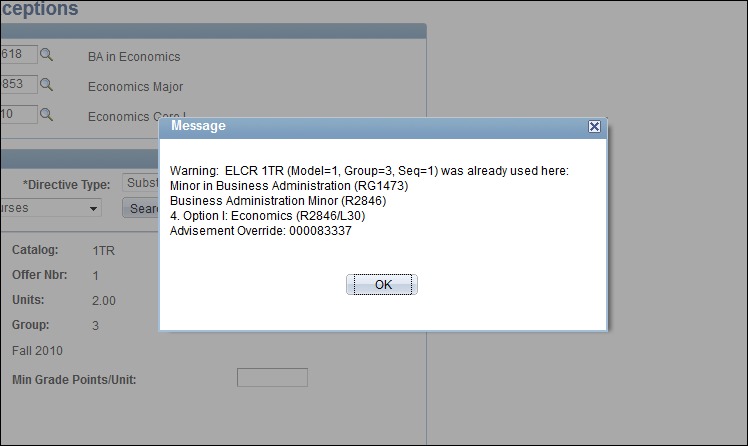 ceptions
618 BA in Economics
853 Economics Major
10 Economics Core I
Message
Warning: ELCR 1TR (Model=1, Group=3, Seq=1) was already used here:
Minor in Business Administration (RG1473)
Business Administration Minor (R2846)
4. Option I: Economics (R2846/L30)
Advisement Override: 000083337
OK
*Directive Type: Subst
urses Searc
Catalog: 1TR
Offer Nbr: 1
Units: 2.00
Group: 3
Fall 2010
Min Grade Points/Unit: